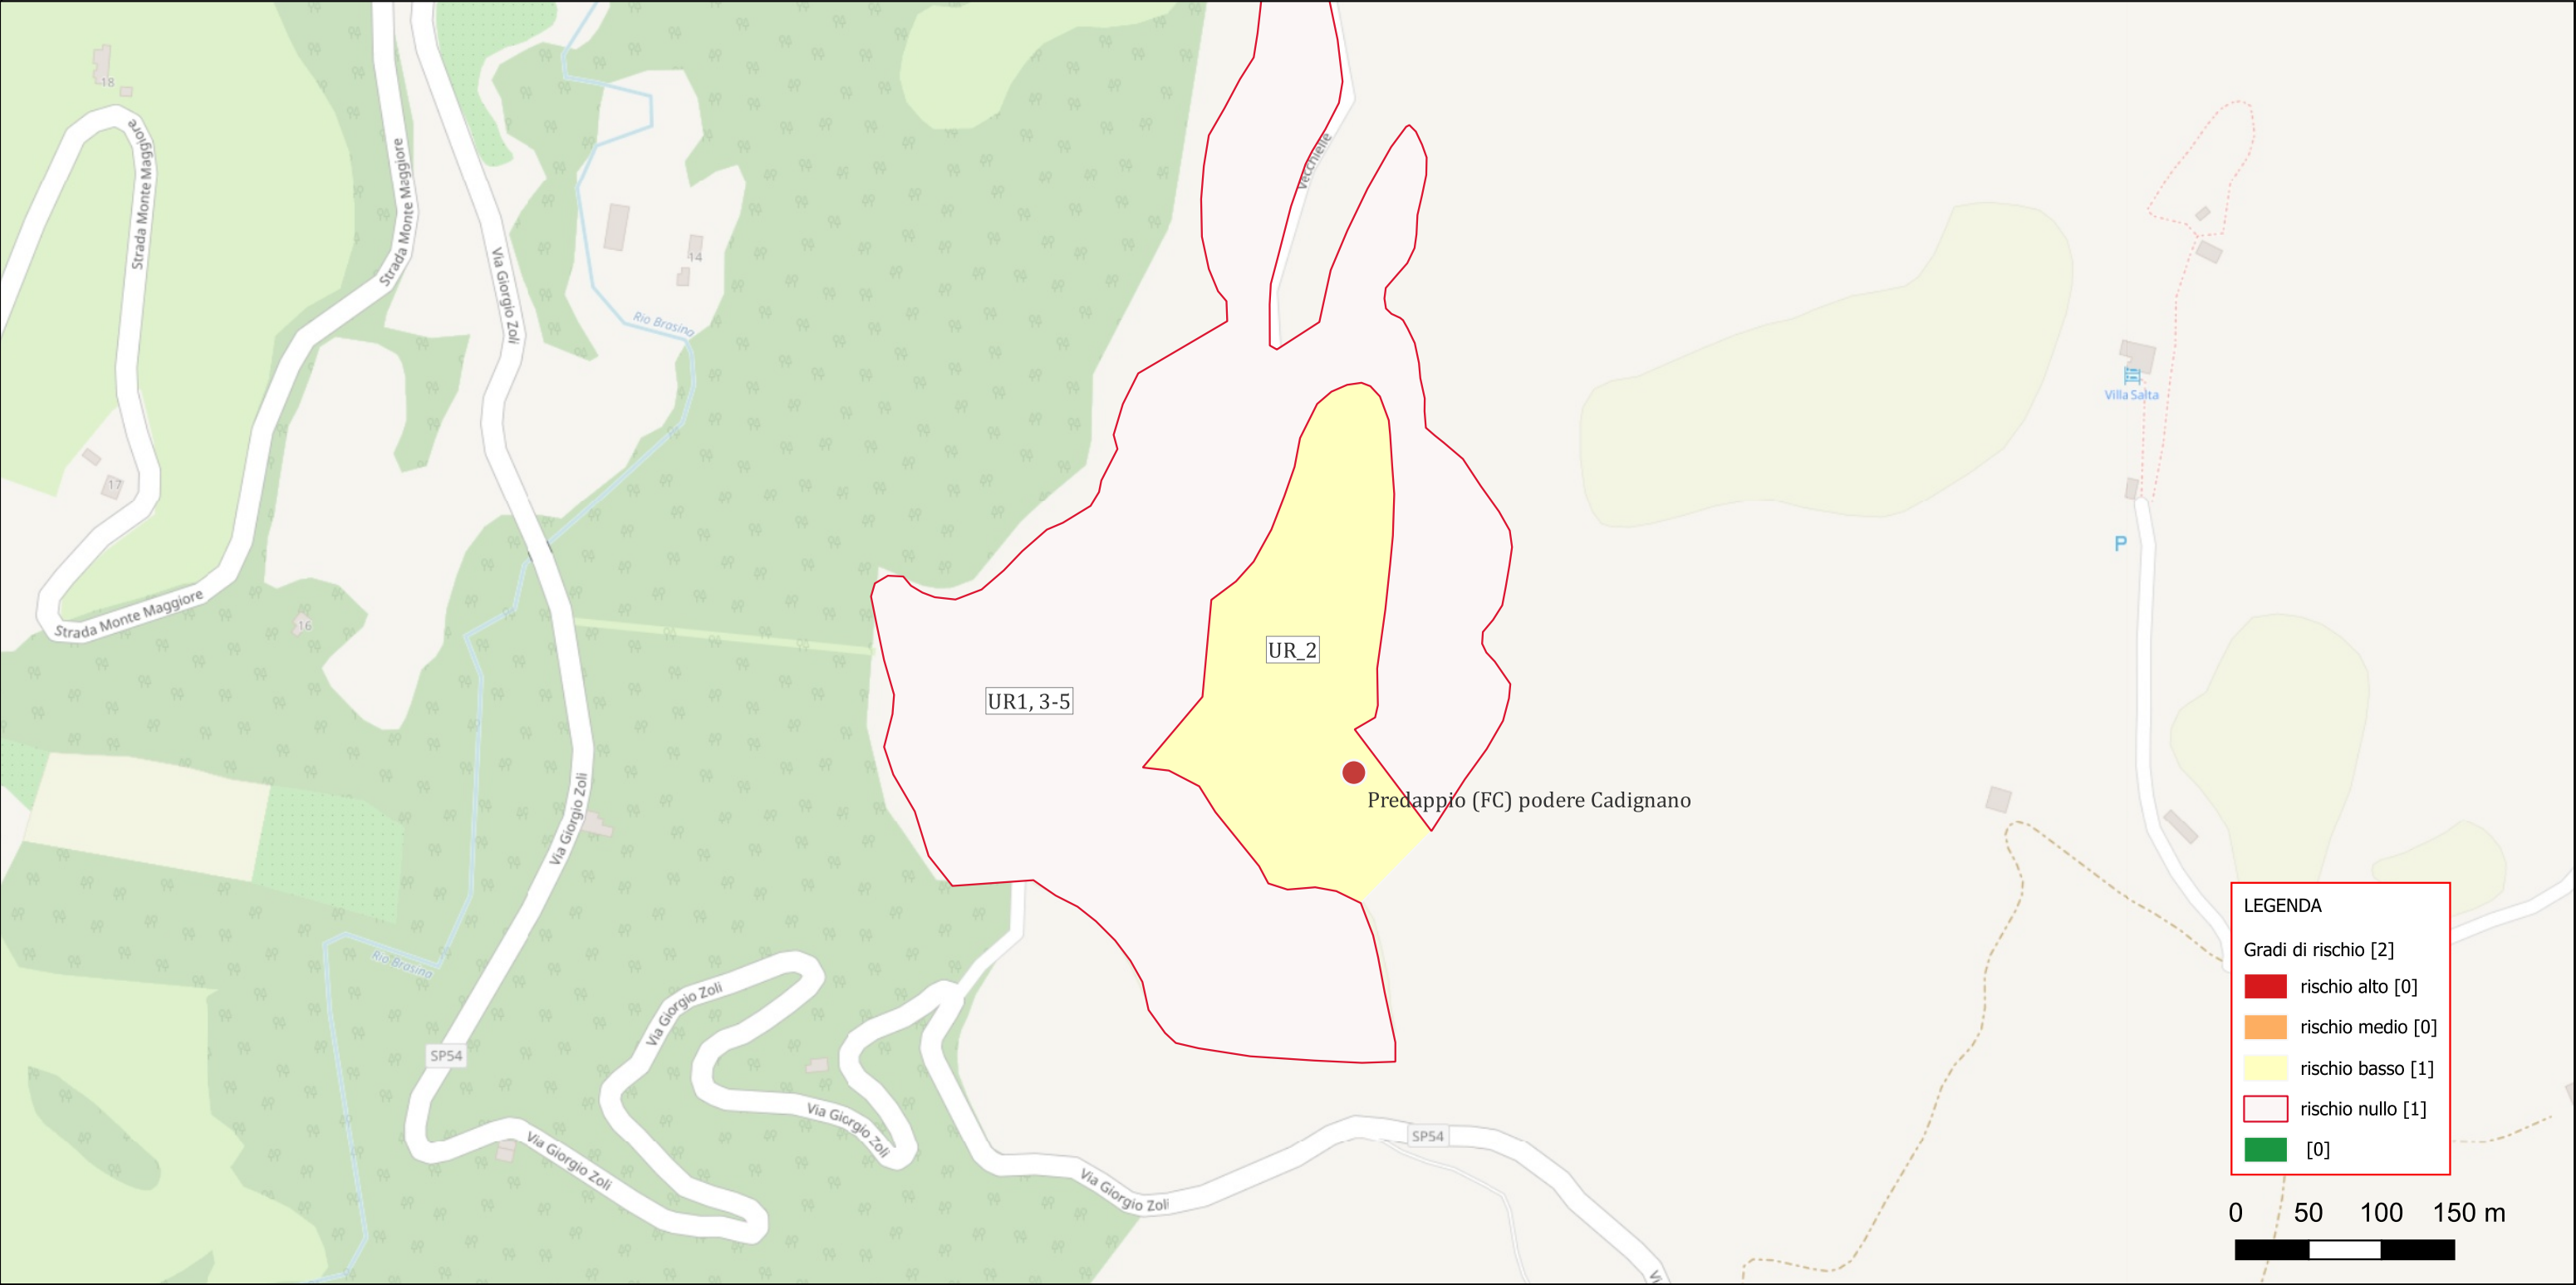 18
Strada Monte Maggiore
Strada Monte Maggiore
Via Giorgio Zoli
14
Rio Brasina
Vecchielle
Villa Salta
17
P
16
Strada Monte Maggiore
UR_2
UR1, 3-5
Via Giorgio Zoli
Predappio (FC) podere Cadignano
Rio Brasina
Via Giorgio Zoli
SP54
Via Giorgio Zoli
Via Giorgio Zoli
SP54
Via Giorgio Zoli
LEGENDA
Gradi di rischio [2]
rischio alto [0]
rischio medio [0]
rischio basso [1]
rischio nullo [1]
[0]
0 50 100 150 m
Vi